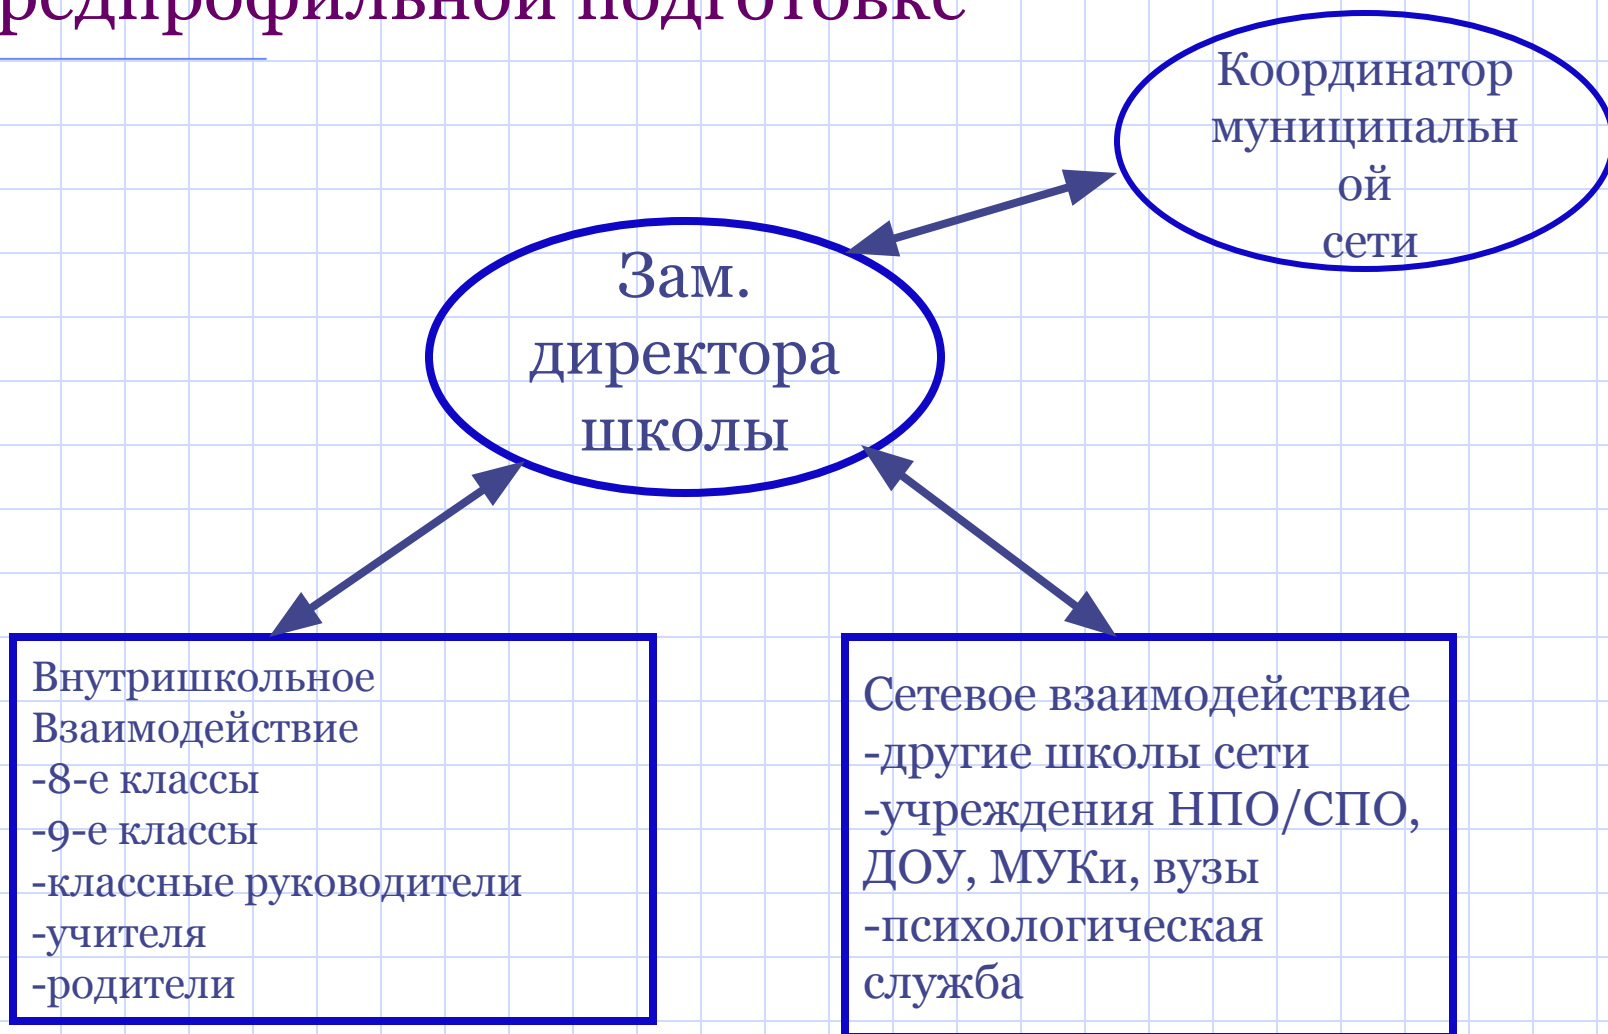 редпрофильной подготовке
Координатор
муниципальн
ой
сети
Зам.
директора
школы
Внутришкольное
Взаимодействие
-8-е классы
-9-е классы
-классные руководители
-учителя
-родители
Сетевое взаимодействие
-другие школы сети
-учреждения НПО/СПО,
ДОУ, МУКи, вузы
-психологическая
служба